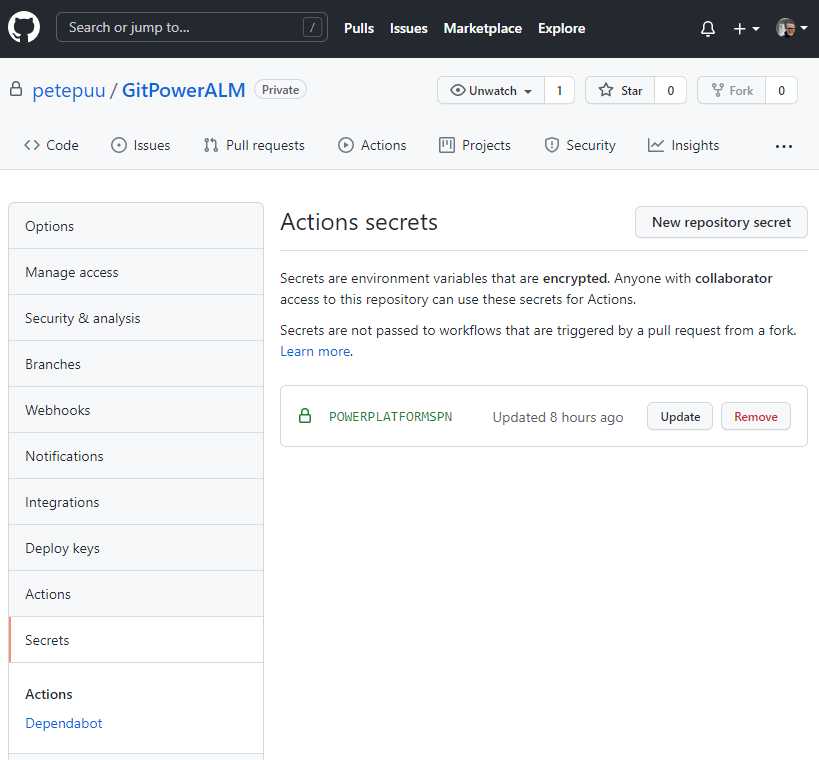 Search or jump to...
/
Pulls
Issues
Marketplace
Explore
petepuu / GitPowerALM
Private
Unwatch
1
Star
0
Fork
0
Code
Issues
Pull requests
Actions
Projects
Security
Insights
Options
Manage access
Security & analysis
Branches
Webhooks
Notifications
Integrations
Deploy keys
Actions
Secrets
Actions
Dependabot
Actions secrets
New repository secret
Secrets are environment variables that are encrypted. Anyone with collaborator
access to this repository can use these secrets for Actions.
Secrets are not passed to workflows that are triggered by a pull request from a fork.
Learn more.
POWERPLATFORMSPN
Updated 8 hours ago
Update
Remove